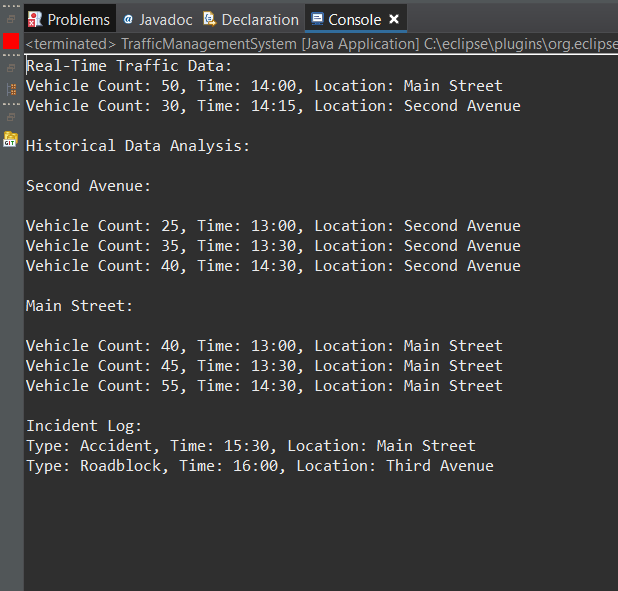 Problems @ Javadoc Declaration Console
<terminated> TrafficManagementSystem [Java Application] C:\eclipse\plugins\org.eclipse
Real-Time Traffic Data:
Vehicle Count: 50, Time: 14:00, Location: Main Street
Vehicle Count: 30, Time: 14:15, Location: Second Avenue
Historical Data Analysis:
Second Avenue:
Vehicle Count: 25, Time: 13:00, Location: Second Avenue
Vehicle Count: 35, Time: 13:30, Location: Second Avenue
Vehicle Count: 40, Time: 14:30, Location: Second Avenue
Main Street:
Vehicle Count: 40, Time: 13:00, Location: Main Street
Vehicle Count: 45, Time: 13:30, Location: Main Street
Vehicle Count: 55, Time: 14:30, Location: Main Street
Incident Log:
Type: Accident, Time: 15:30, Location: Main Street
Type: Roadblock, Time: 16:00, Location: Third Avenue
GIT